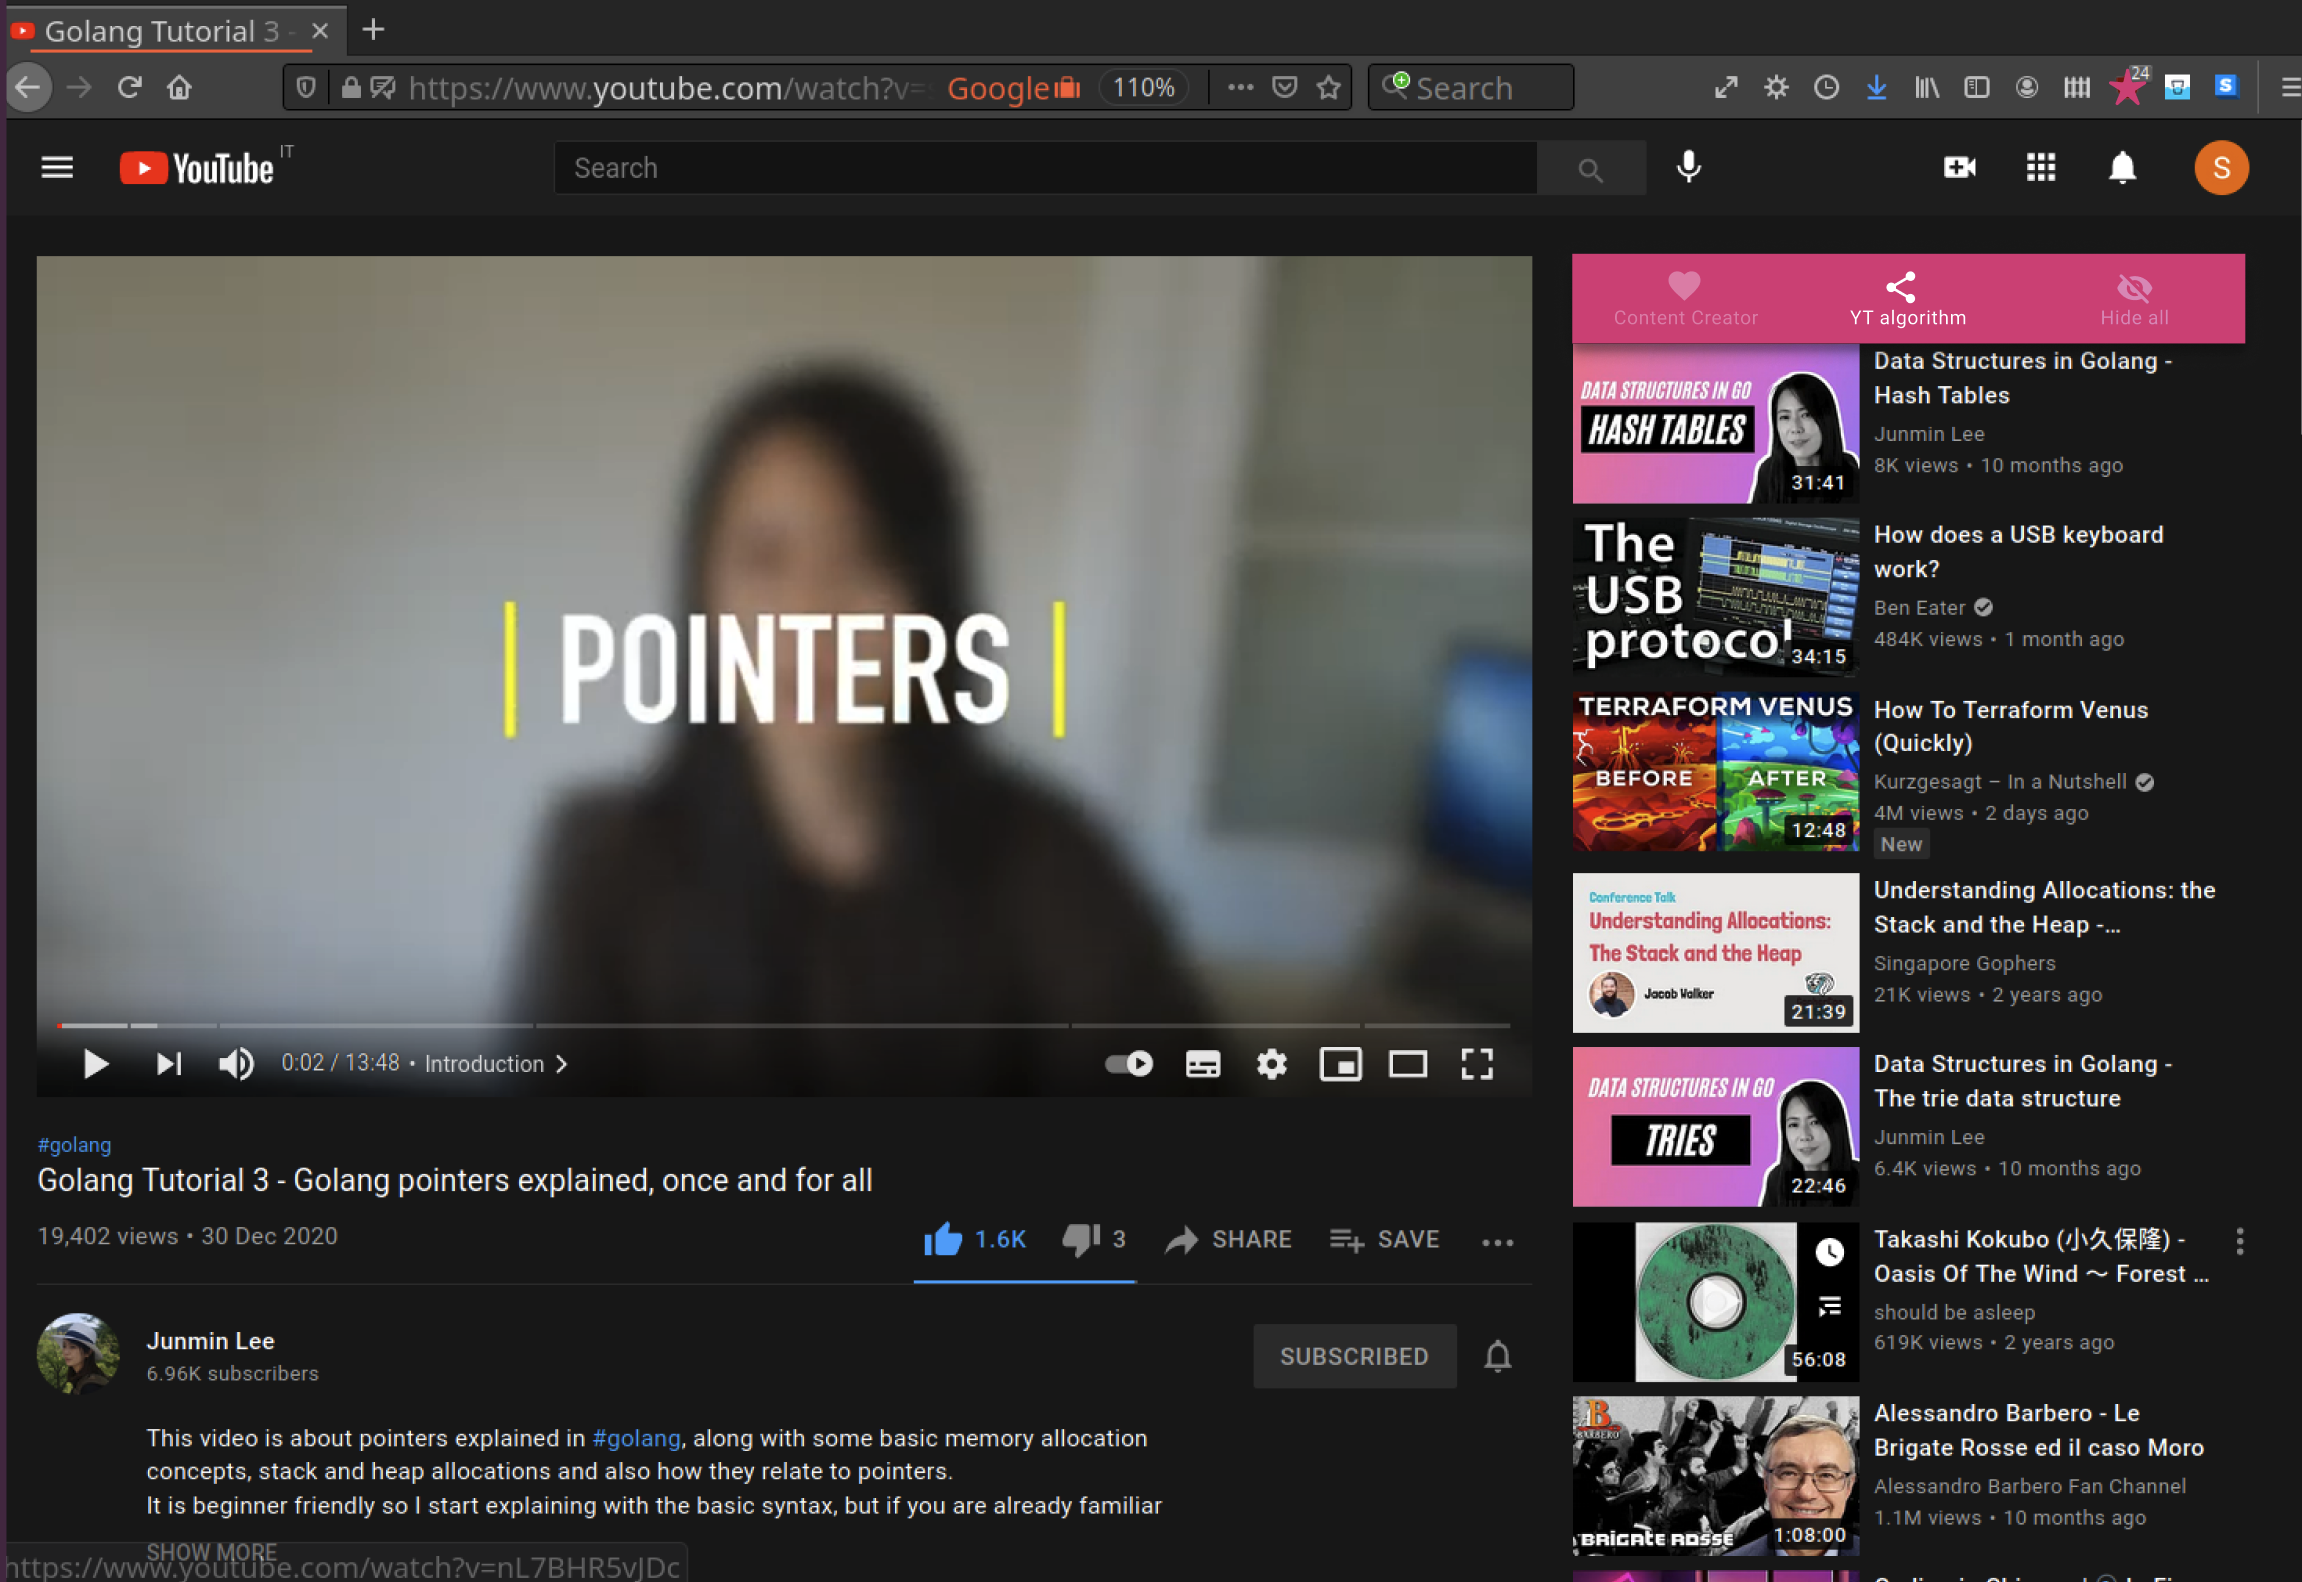 Golang Tutorial 3 -
https://www.youtube.com/watch?v=
Google
110%
Search
24
YouTube IT
Search
S
POINTERS
0:02 / 13:48 • Introduction
#golang
Golang Tutorial 3 - Golang pointers explained, once and for all
19,402 views • 30 Dec 2020
1.6K
3
SHARE
SAVE
Junmin Lee
6.96K subscribers
SUBSCRIBED
This video is about pointers explained in #golang, along with some basic memory allocation
concepts, stack and heap allocations and also how they relate to pointers.
It is beginner friendly so I start explaining with the basic syntax, but if you are already familiar
SHOW MORE
https://www.youtube.com/watch?v=nL7BHR5vJDc
Content Creator
YT algorithm
Hide all
DATA STRUCTURES IN GO
HASH TABLES
31:41
Data Structures in Golang -
Hash Tables
Junmin Lee
8K views • 10 months ago
The
USB
protocol
34:15
How does a USB keyboard
work?
Ben Eater
484K views • 1 month ago
TERRAFORM VENUS
BEFORE
AFTER
12:48
How To Terraform Venus
(Quickly)
Kurzgesagt – In a Nutshell
4M views • 2 days ago
New
Conference Talk
Understanding Allocations:
The Stack and the Heap
Jacob Walker
21:39
Understanding Allocations: the
Stack and the Heap -...
Singapore Gophers
21K views • 2 years ago
DATA STRUCTURES IN GO
TRIES
22:46
Data Structures in Golang -
The trie data structure
Junmin Lee
6.4K views • 10 months ago
56:08
Takashi Kokubo (小久保隆) -
Oasis Of The Wind 〜 Forest ...
should be asleep
619K views • 2 years ago
B
BARBERO
BRIGATE ROSSE
1:08:00
Alessandro Barbero - Le
Brigate Rosse ed il caso Moro
Alessandro Barbero Fan Channel
1.1M views • 10 months ago